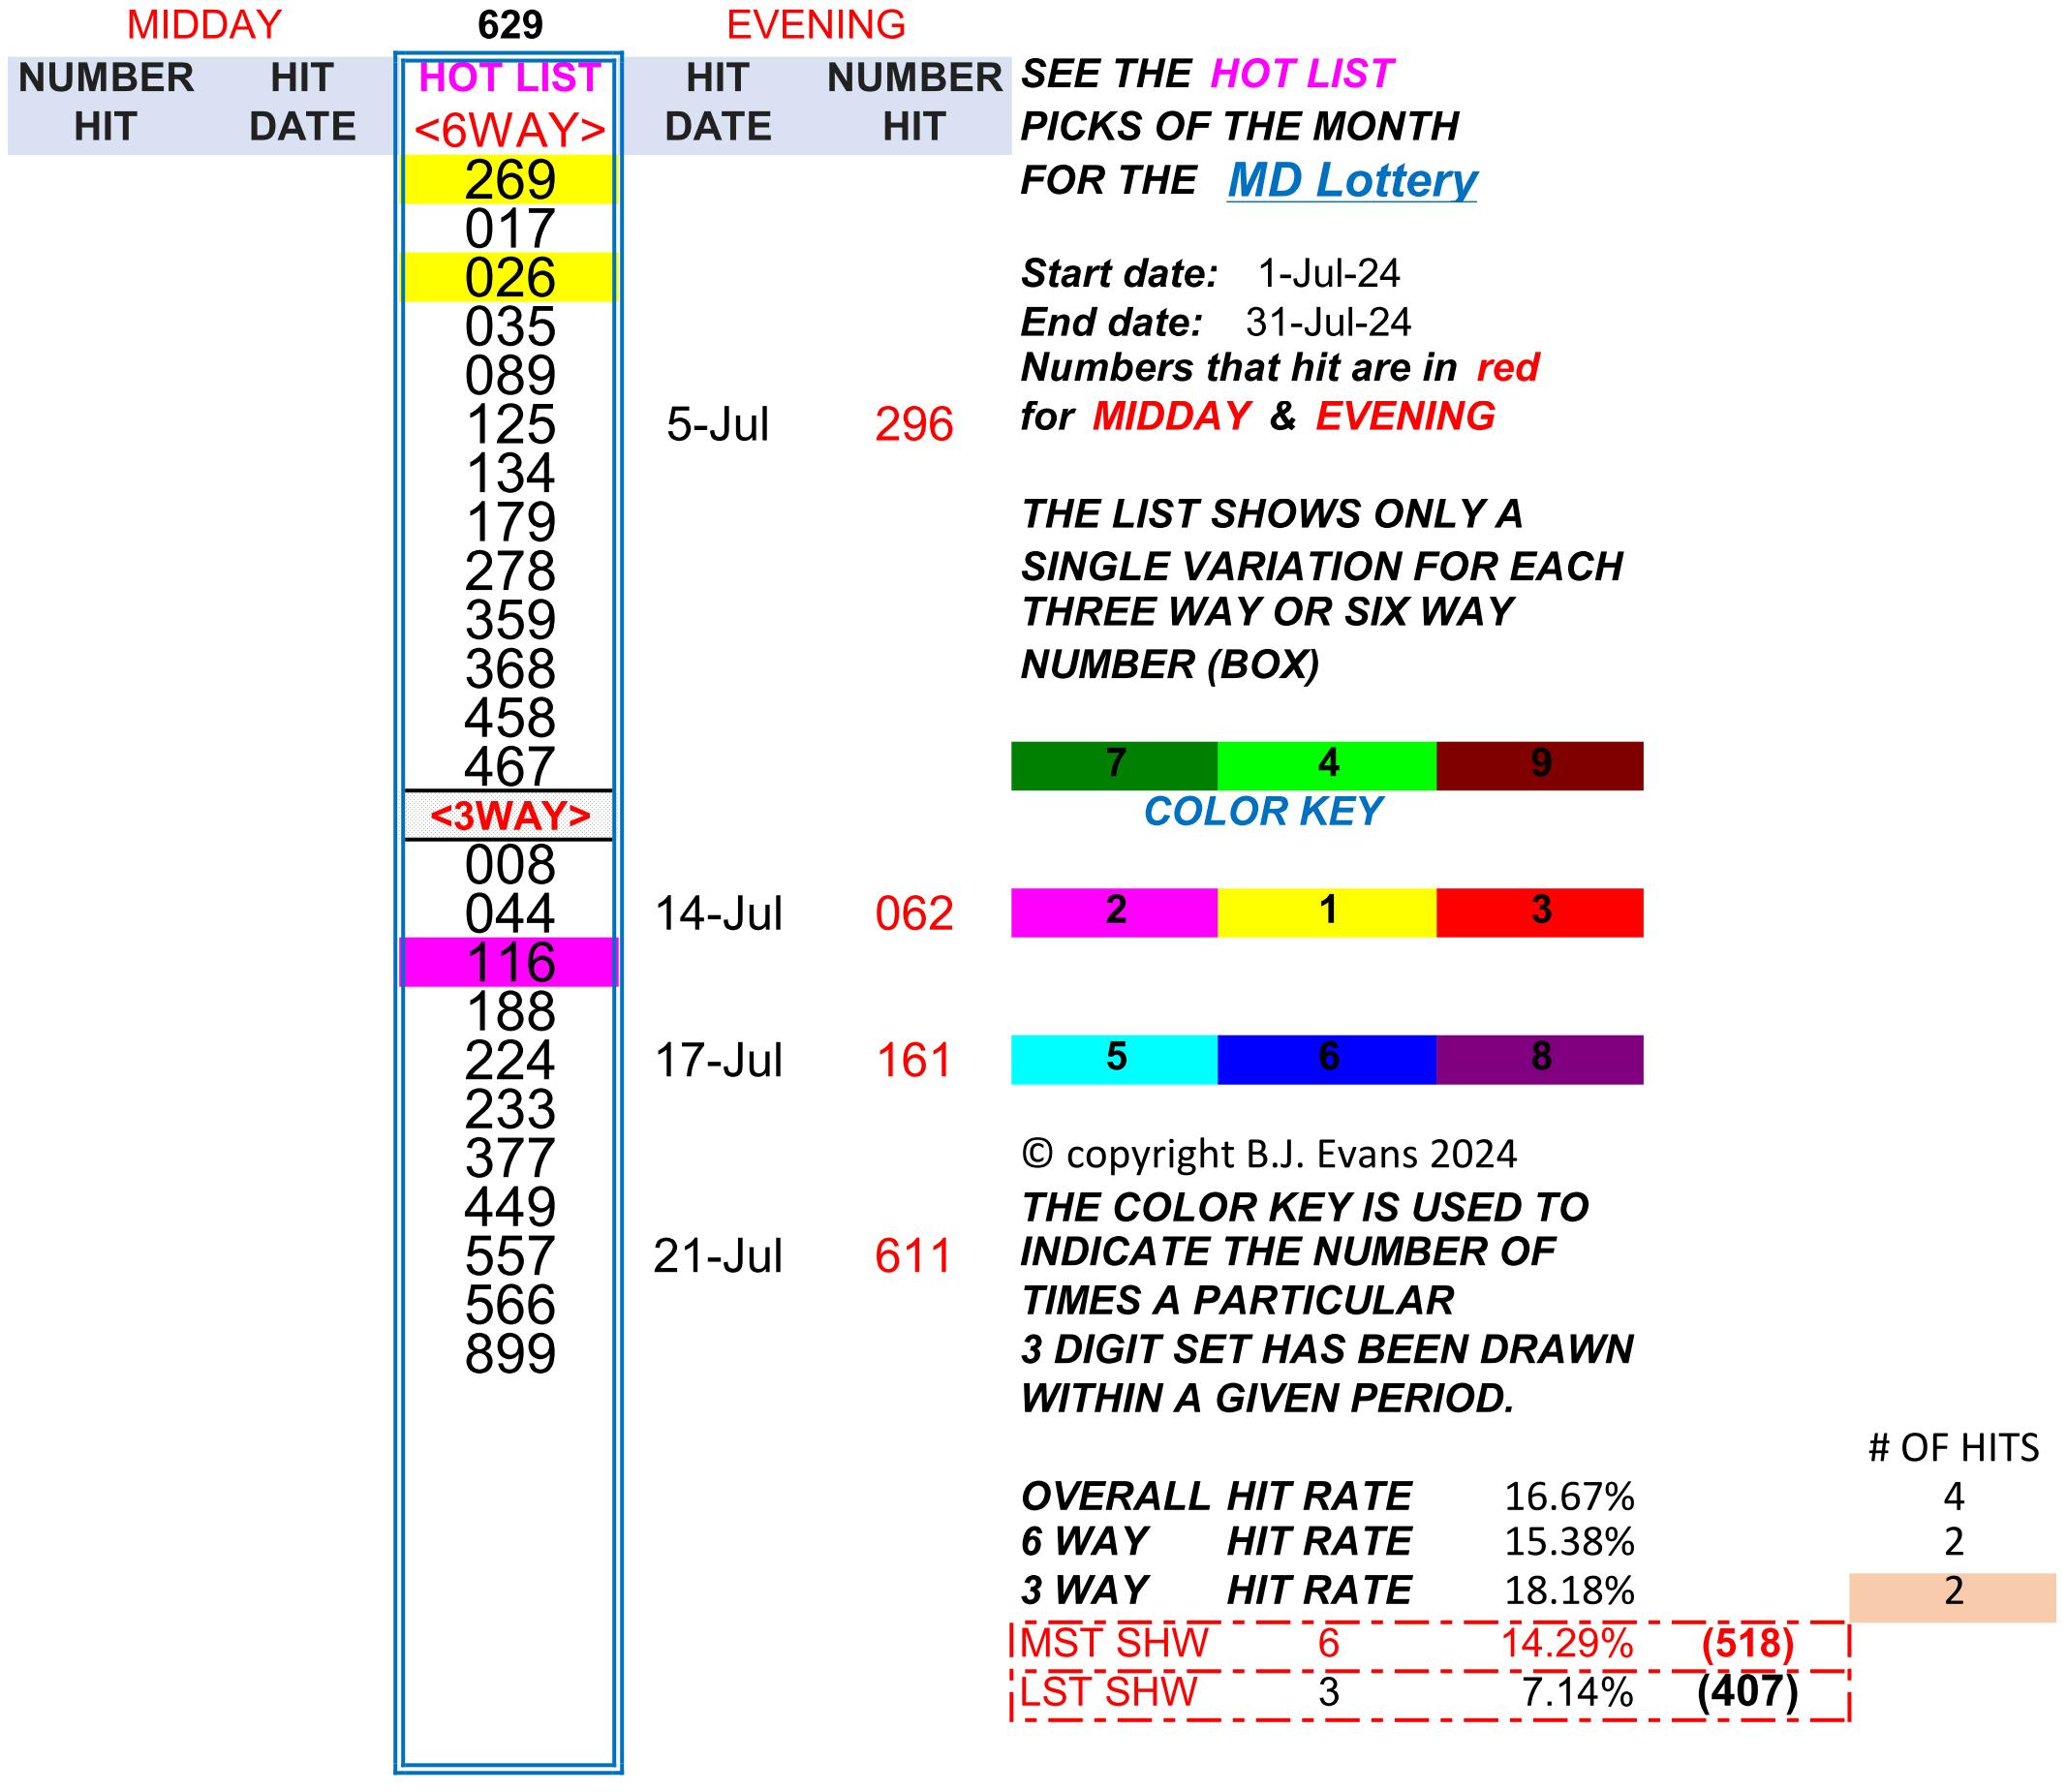 MIDDAY 629 EVENING
NUMBER HIT HOT LIST HIT NUMBER SEE THE HOT LIST
HIT DATE <6WAY> DATE HIT PICKS OF THE MONTH
269 FOR THE MD Lottery
017
026 Start date: 1-Jul-24
035 End date: 31-Jul-24
089 Numbers that hit are in red
125 5-Jul 296 for MIDDAY & EVENING
134
179 THE LIST SHOWS ONLY A
278 SINGLE VARIATION FOR EACH
359 THREE WAY OR SIX WAY
368 NUMBER (BOX)
458
467 7 4 9
<3WAY> COLOR KEY
008
044 14-Jul 062 2 1 3
116
188
224 17-Jul 161 5 6 8
233
377 © copyright B.J. Evans 2024
449 THE COLOR KEY IS USED TO
557 21-Jul 611 INDICATE THE NUMBER OF
566 TIMES A PARTICULAR
899 3 DIGIT SET HAS BEEN DRAWN
WITHIN A GIVEN PERIOD.
# OF HITS
OVERALL HIT RATE 16.67% 4
6 WAY HIT RATE 15.38% 2
3 WAY HIT RATE 18.18% 2
MST SHW 6 14.29% (518)
LST SHW 3 7.14% (407)